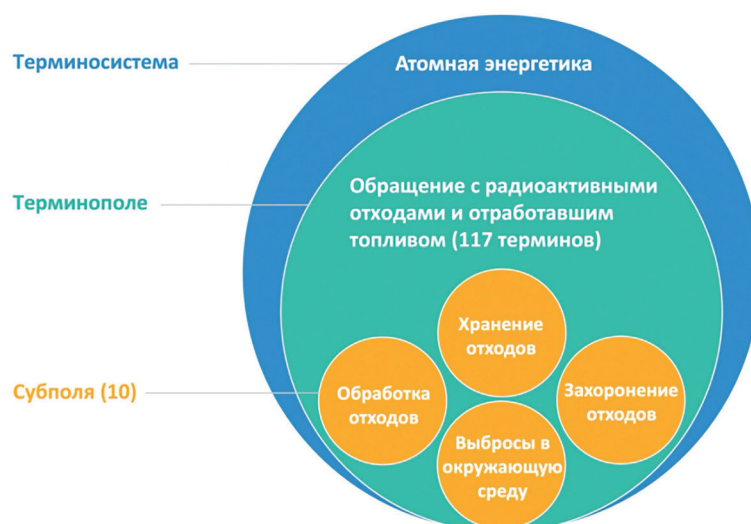 Терминосистема
Атомная энергетика
Терминополе
Обращение с радиоактивными
отходами и отработавшим
топливом (117 терминов)
Хранение
отходов
Субполя (10)
Обработка
отходов
Захоронение
отходов
Выбросы в
окружающую
среду